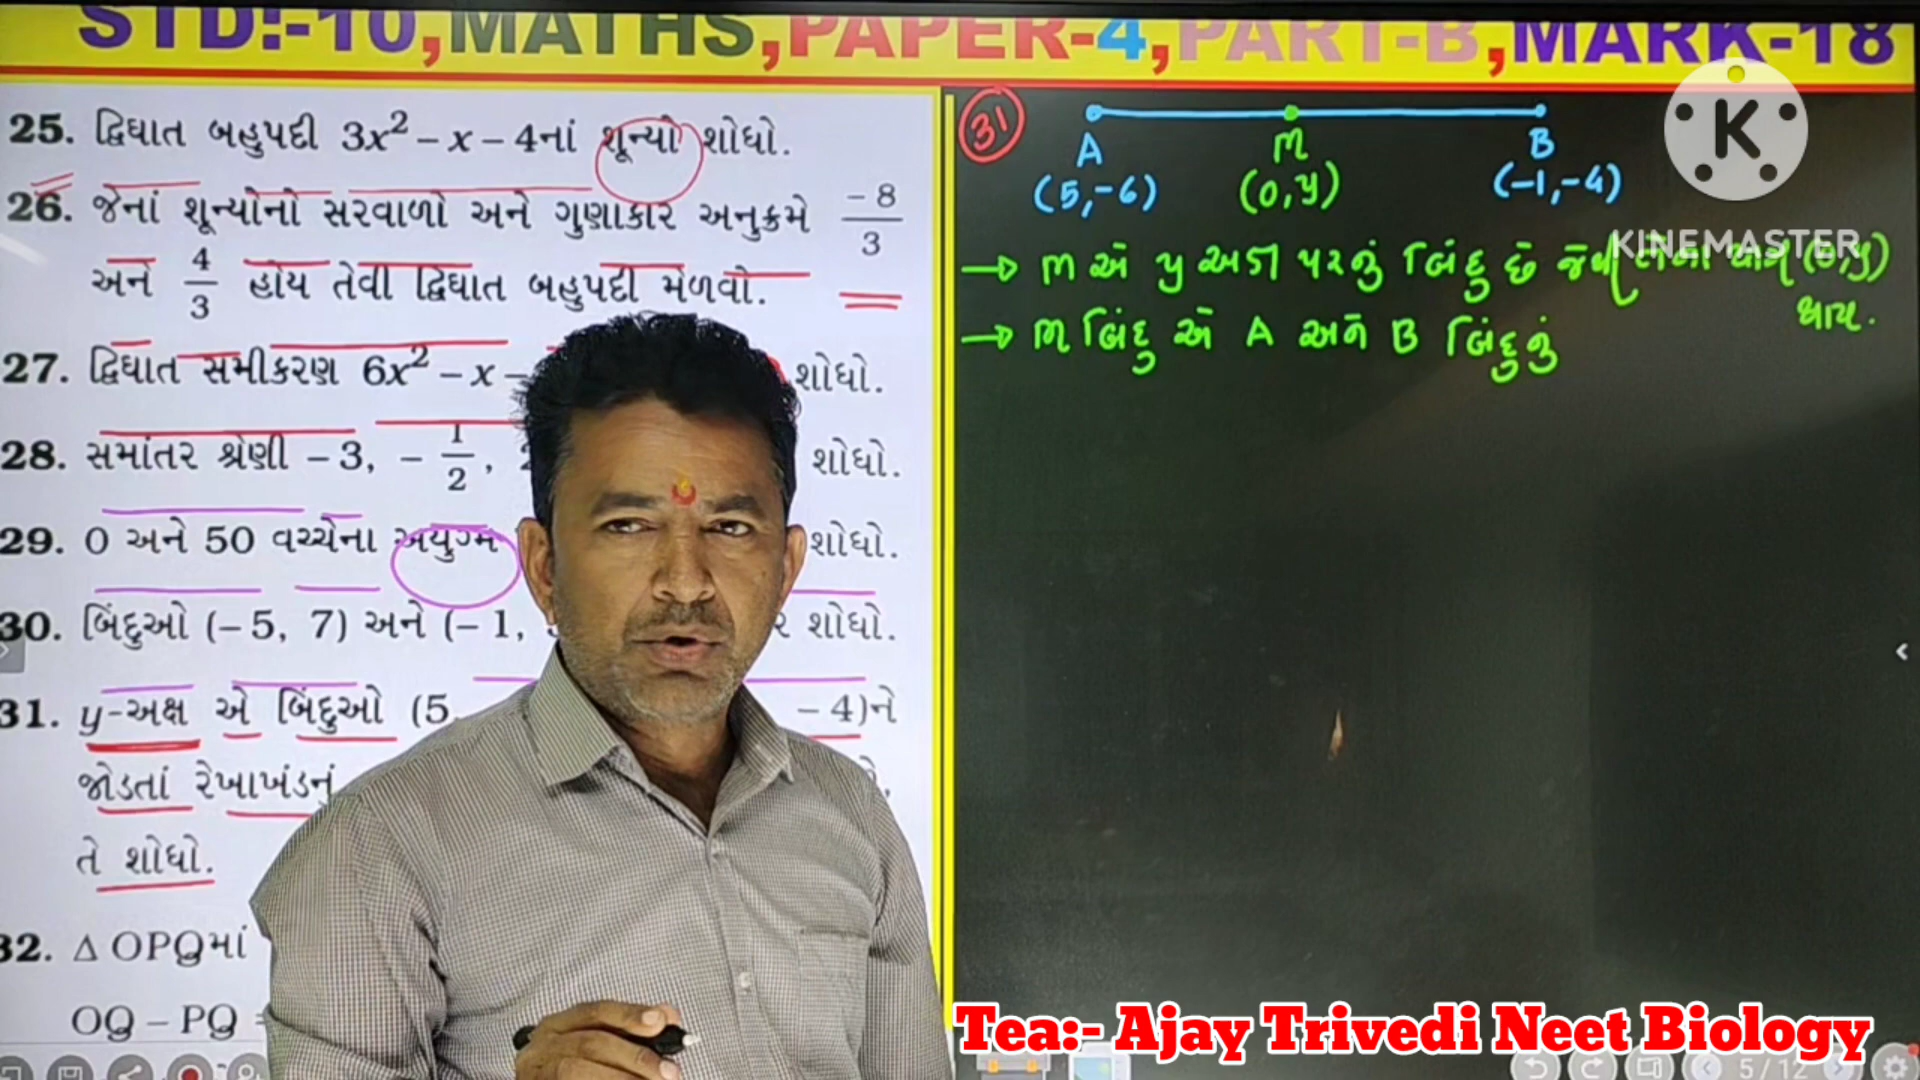 STD:-10,MATHS,PAPER-4,PART-B,MARK-18
25. દ્વિઘાત બહુપદી 3x² – x – 4નાં શૂન્યો શોધો.
26. જેનાં શૂન્યોનો સરવાળો અને ગુણાકાર અનુક્રમે –8/3
અને 4/3 હોય તેવી દ્વિઘાત બહુપદી મેળવો.
27. દ્વિઘાત સમીકરણ 6x² – x – શોધો.
28. સમાંતર શ્રેણી – 3, – 1/2, શોધો.
29. 0 અને 50 વચ્ચેના અયુગ્મ શોધો.
30. બિંદુઓ (– 5, 7) અને (– 1, શોધો.
31. y-અક્ષ એ બિંદુઓ (5, – 4)ને
જોડતાં રેખાખંડનું
તે શોધો.
32. Δ OPQમાં
OQ – PQ =
31
A M B
(5,-6) (0,y) (-1,-4)
K
KINEMASTER
→ M એ y અક્ષ પરનું બિંદુ છે જેથી (0,y)
થાય.
→ M બિંદુ એ A અને B બિંદુનું
Tea:- Ajay Trivedi Neet Biology
5/12